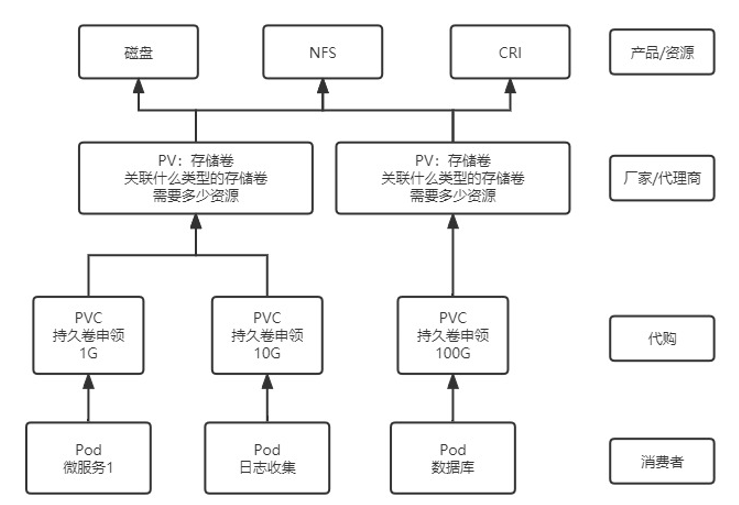 磁盘
NFS
CRI
产品/资源
PV：存储卷
关联什么类型的存储卷
需要多少资源
PV：存储卷
关联什么类型的存储卷
需要多少资源
厂家/代理商
PVC
持久卷申领
1G
PVC
持久卷申领
10G
PVC
持久卷申领
100G
代购
Pod
微服务1
Pod
日志收集
Pod
数据库
消费者